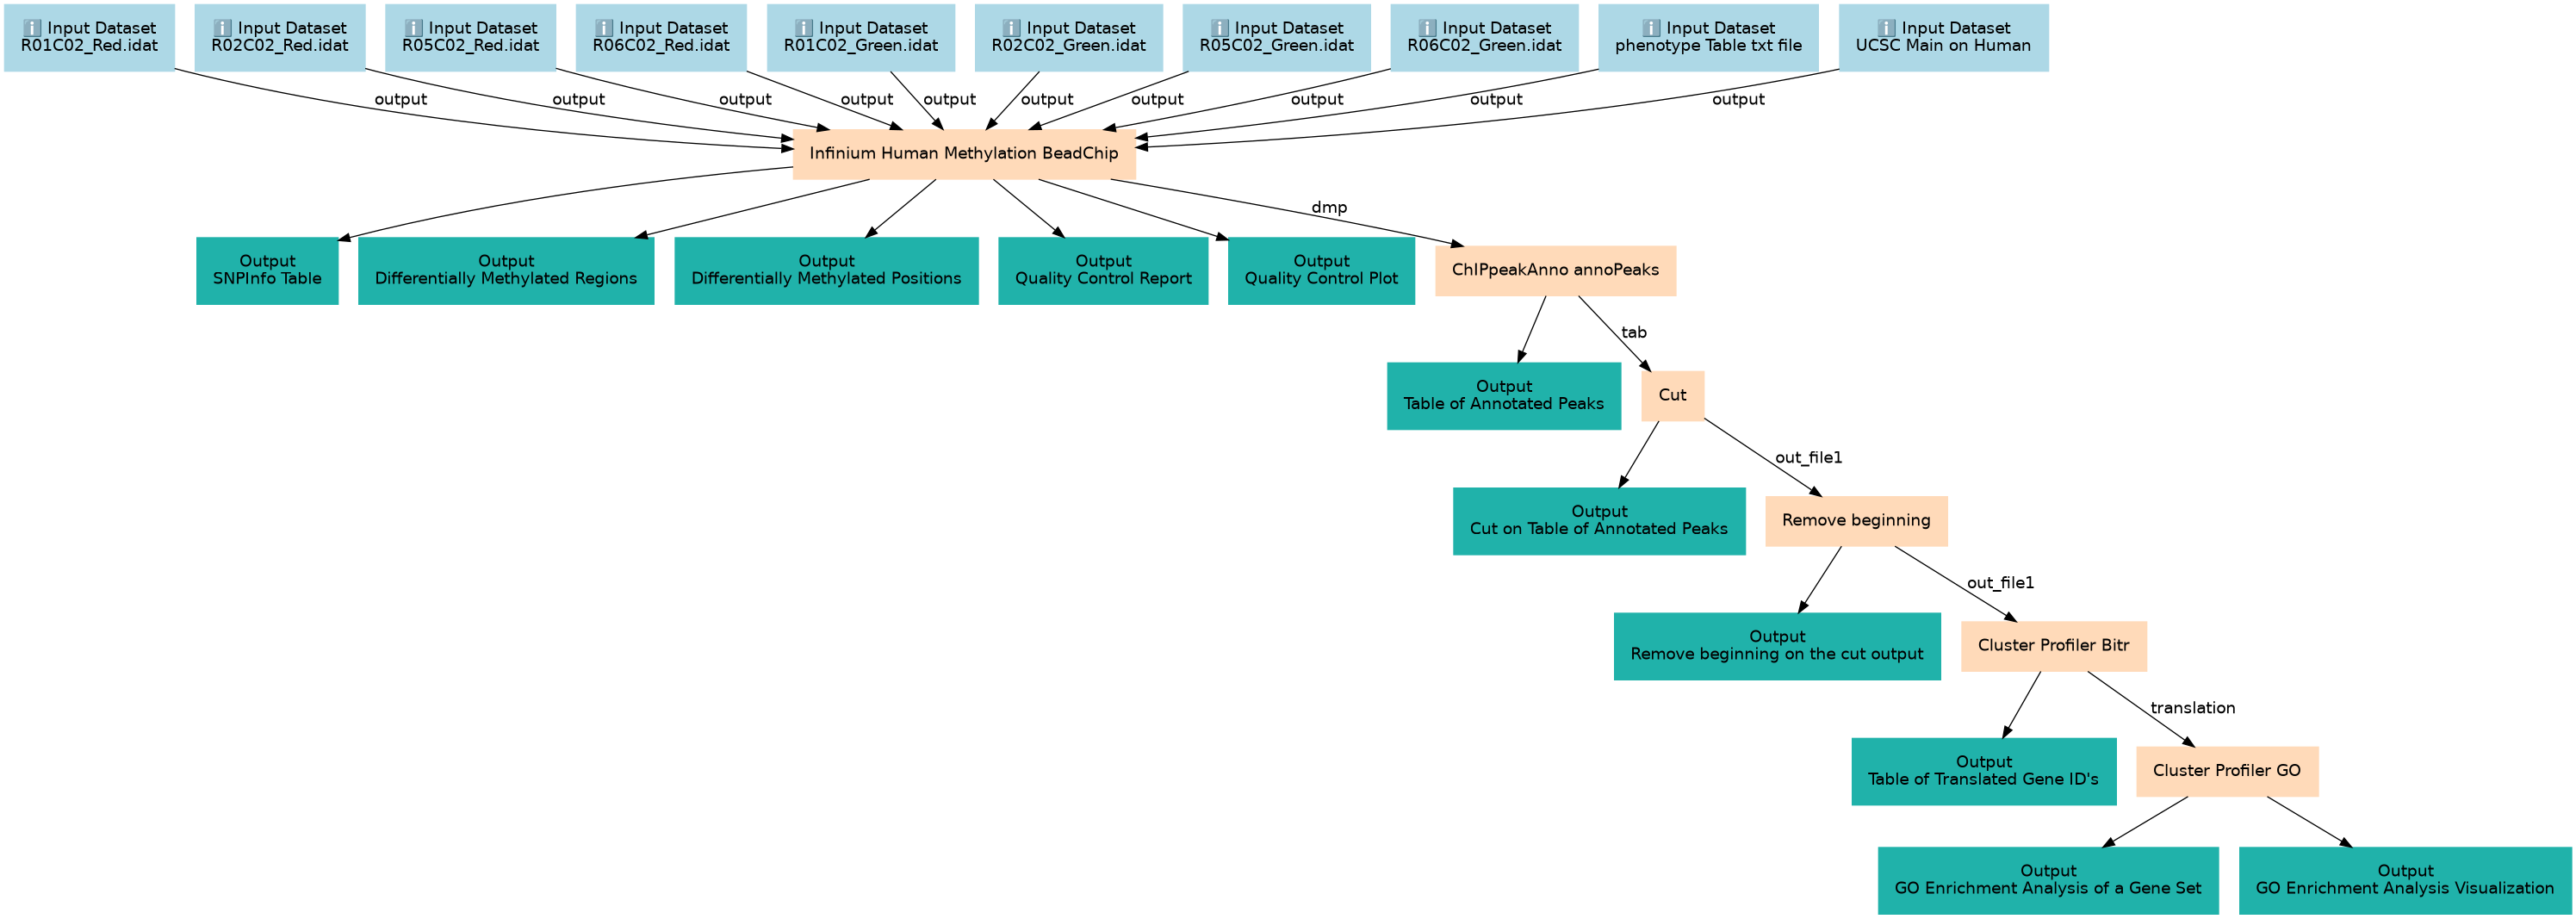 ℹ️ Input Dataset
R01C02_Red.idat
ℹ️ Input Dataset
R02C02_Red.idat
ℹ️ Input Dataset
R05C02_Red.idat
ℹ️ Input Dataset
R06C02_Red.idat
ℹ️ Input Dataset
R01C02_Green.idat
ℹ️ Input Dataset
R02C02_Green.idat
ℹ️ Input Dataset
R05C02_Green.idat
ℹ️ Input Dataset
R06C02_Green.idat
ℹ️ Input Dataset
phenotype Table txt file
ℹ️ Input Dataset
UCSC Main on Human
output
output
output
output
output
output
output
output
output
output
Infinium Human Methylation BeadChip
dmp
Output
SNPInfo Table
Output
Differentially Methylated Regions
Output
Differentially Methylated Positions
Output
Quality Control Report
Output
Quality Control Plot
ChIPpeakAnno annoPeaks
tab
Output
Table of Annotated Peaks
Cut
out_file1
Output
Cut on Table of Annotated Peaks
Remove beginning
out_file1
Output
Remove beginning on the cut output
Cluster Profiler Bitr
translation
Output
Table of Translated Gene ID's
Cluster Profiler GO
Output
GO Enrichment Analysis of a Gene Set
Output
GO Enrichment Analysis Visualization